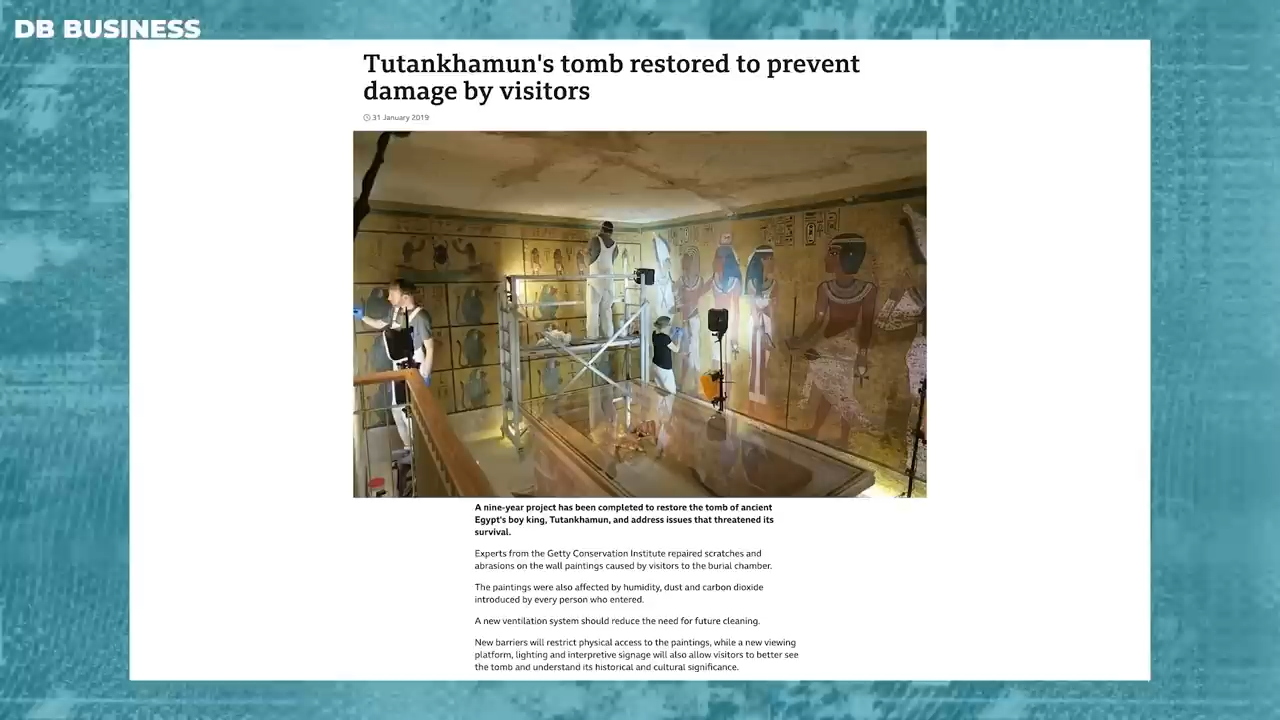 DB BUSINESS
Tutankhamun's tomb restored to prevent
damage by visitors
31 January 2019
A nine-year project has been completed to restore the tomb of ancient
Egypt's boy king, Tutankhamun, and address issues that threatened its
survival.
Experts from the Getty Conservation Institute repaired scratches and
abrasions on the wall paintings caused by visitors to the burial chamber.
The paintings were also affected by humidity, dust and carbon dioxide
introduced by every person who entered.
A new ventilation system should reduce the need for future cleaning.
New barriers will restrict physical access to the paintings, while a new viewing
platform, lighting and interpretive signage will also allow visitors to better see
the tomb and understand its historical and cultural significance.